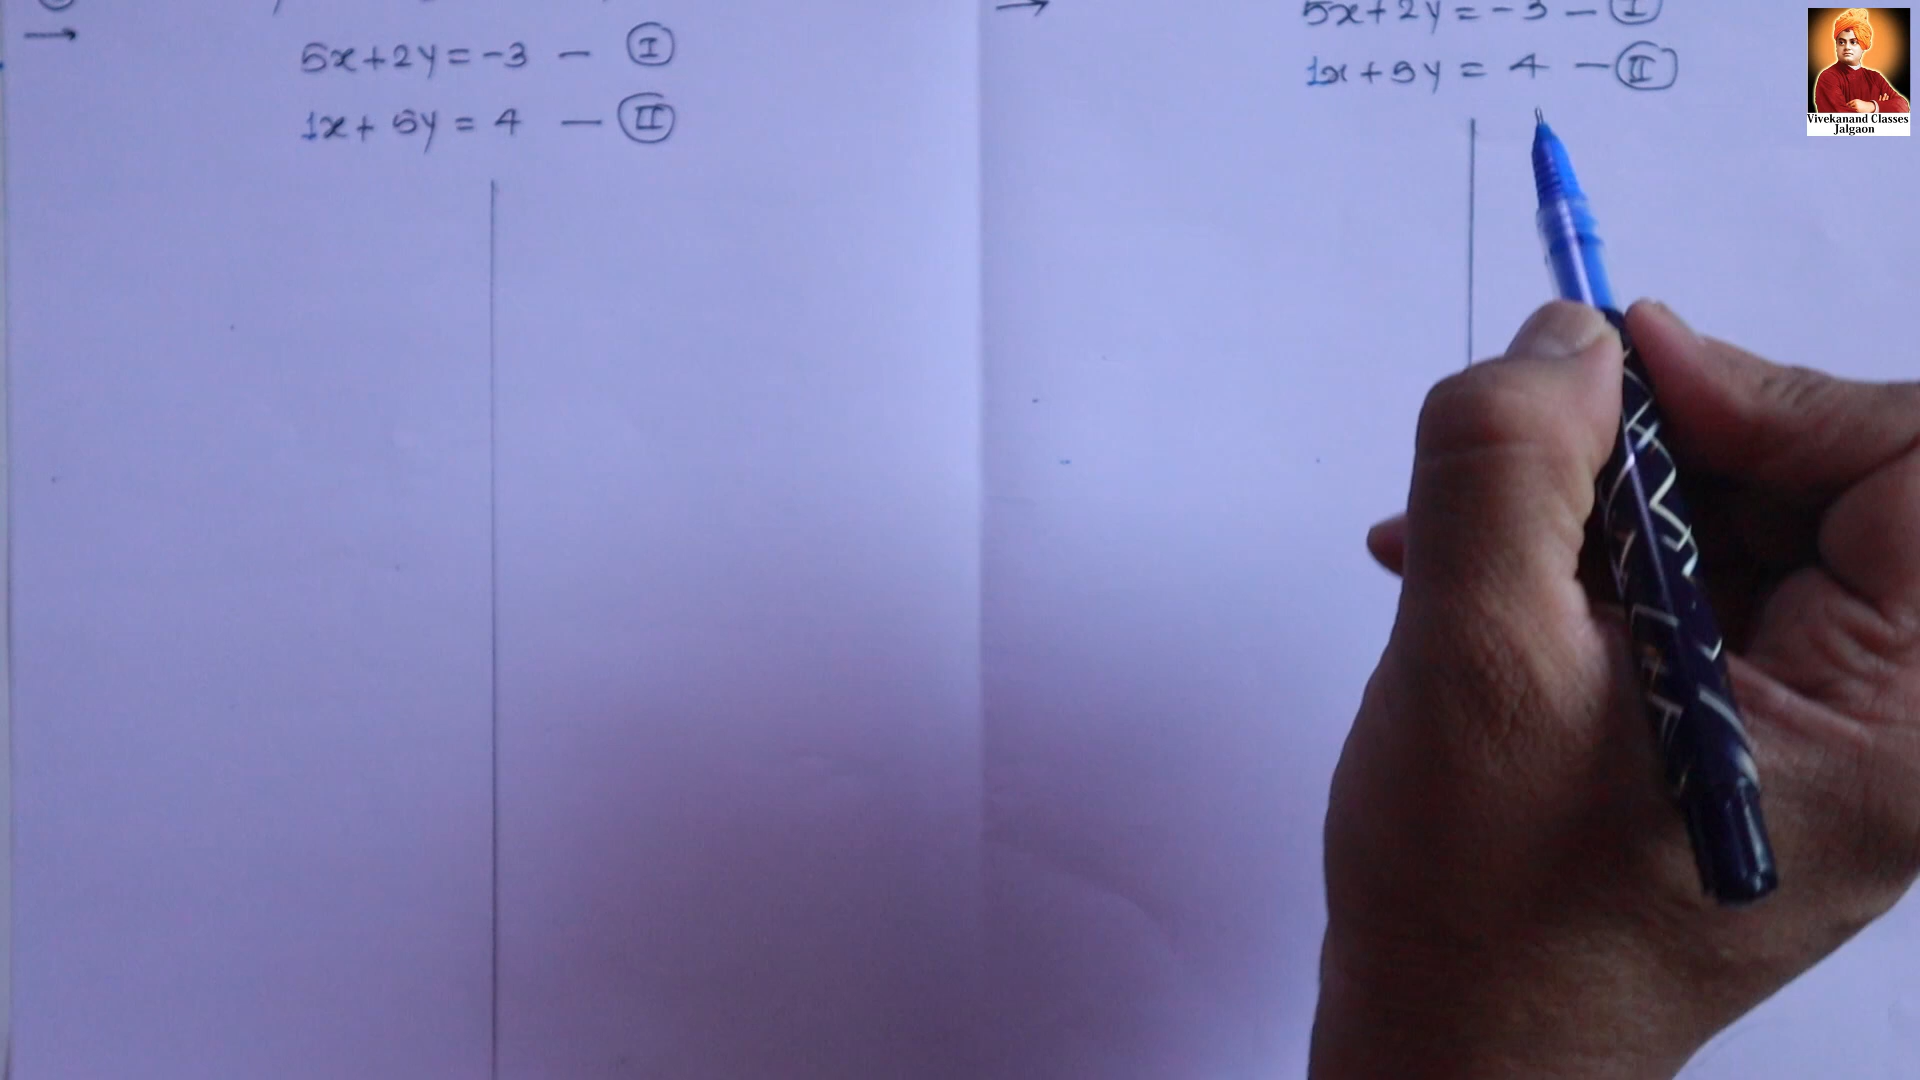 5x+2y=-3 - I
1x+5y=4 - II
5x+2y=-3 - I
1x+5y=4 - II
Vivekanand Classes
Jalgaon